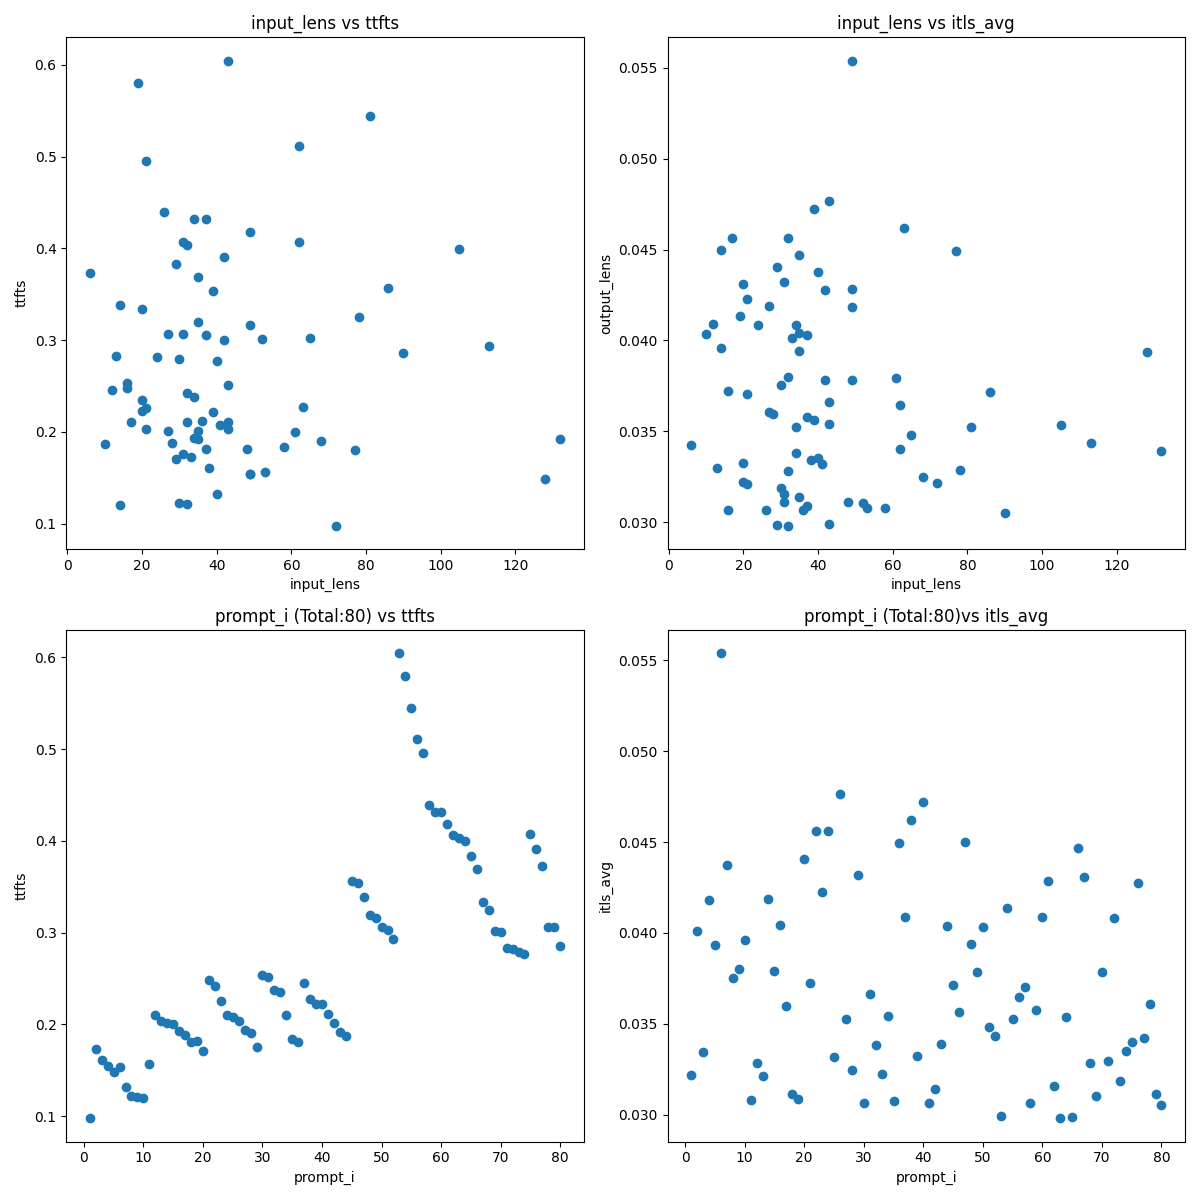 input_lens vs ttfts
0.6
0.5
0.4
0.3
0.2
0.1
ttfts
0 20 40 60 80 100 120
input_lens
input_lens vs itls_avg
0.055
0.050
0.045
0.040
0.035
0.030
output_lens
0 20 40 60 80 100 120
input_lens
prompt_i (Total:80) vs ttfts
0.6
0.5
0.4
0.3
0.2
0.1
ttfts
0 10 20 30 40 50 60 70 80
prompt_i
prompt_i (Total:80)vs itls_avg
0.055
0.050
0.045
0.040
0.035
0.030
itls_avg
0 10 20 30 40 50 60 70 80
prompt_i